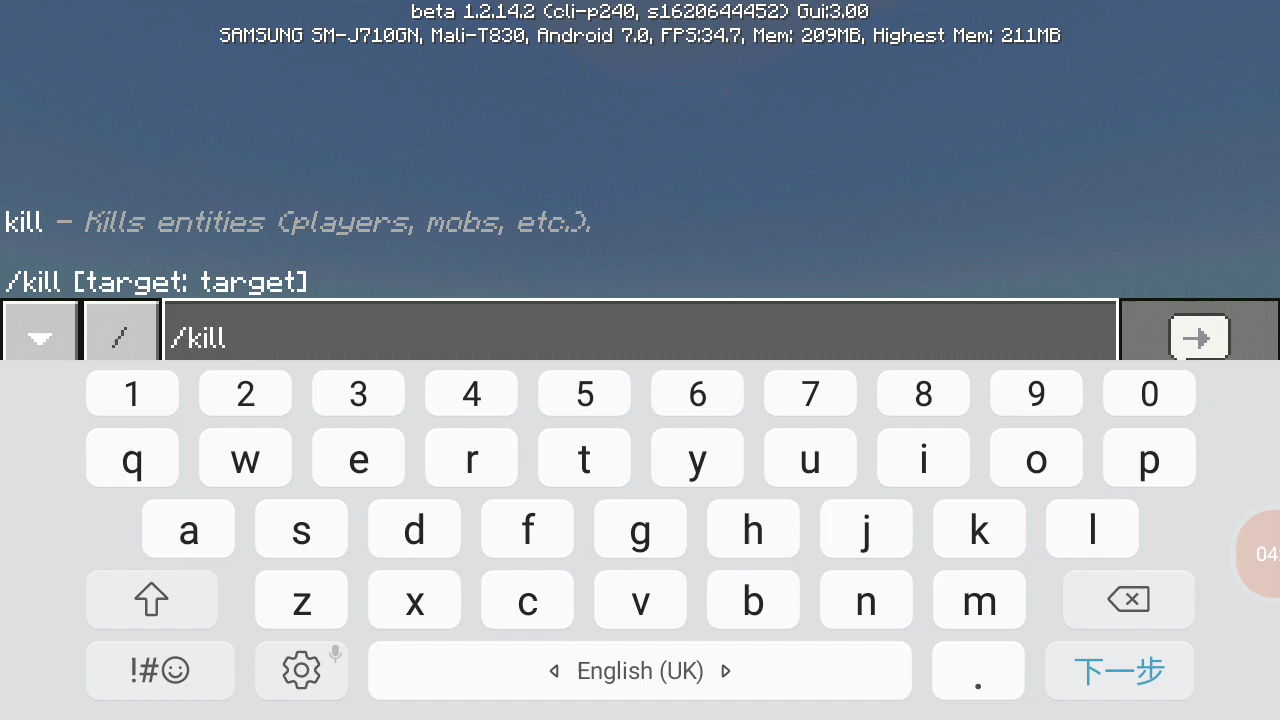 beta 1.2.14.2 (cli-p240, s1620644452) Gui:3.00
SAMSUNG SM-J710GN, Mali-T830, Android 7.0, FPS:34.7, Mem: 209MB, Highest Mem: 211MB
kill - Kills entities (players, mobs, etc.).
/kill [target: target]
/ /kill
1 2 3 4 5 6 7 8 9 0
q w e r t y u i o p
a s d f g h j k l
04:
z x c v b n m
!#☺ English (UK) . 下一步